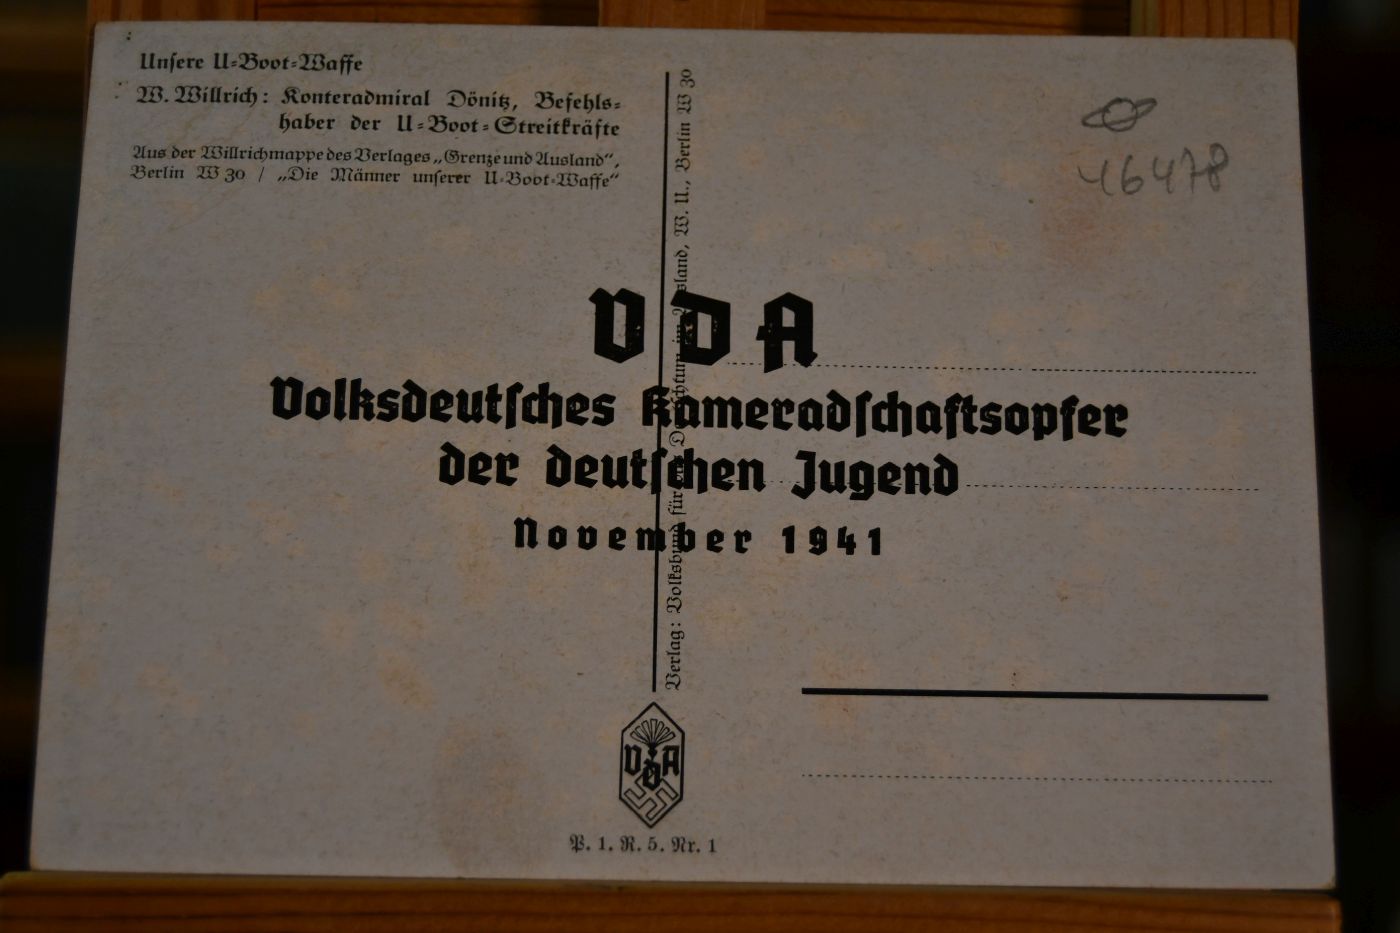 Unsere U-Boot-Waffe
W. Willrich: Konteradmiral Dönitz, Befehls-
haber der U-Boot-Streitkräfte
Aus der Willrichmappe des Verlages „Grenze und Ausland“,
Berlin W 30 / „Die Männer unserer U-Boot-Waffe“
46478
Verlag: Volksbund für das Deutschtum im Ausland, W. U., Berlin W 30
VDA
Volksdeutsches Kameradschaftsopfer
der deutschen Jugend
November 1941
VDA
P. 1. R. 5. Nr. 1